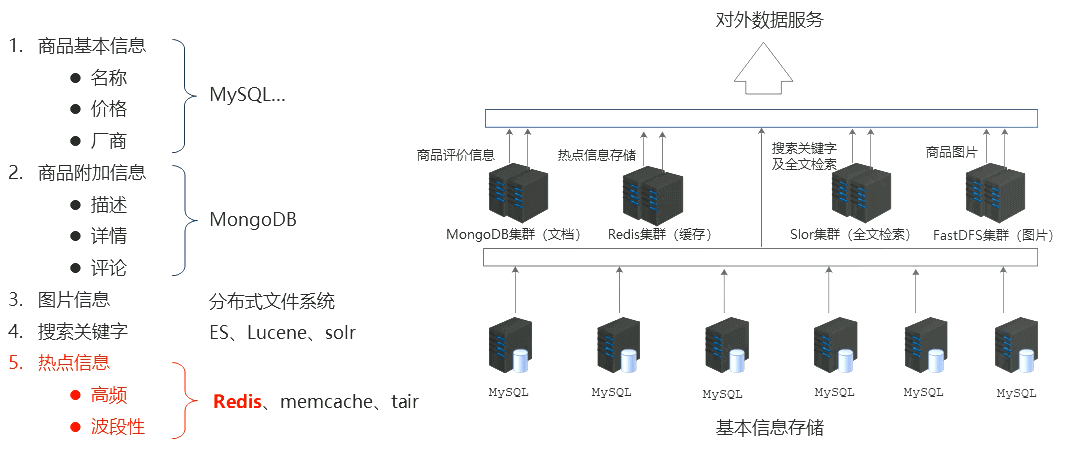 1. 商品基本信息
● 名称
● 价格
● 厂商
MySQL...
2. 商品附加信息
● 描述
● 详情
● 评论
MongoDB
3. 图片信息
分布式文件系统
4. 搜索关键字
ES、Lucene、solr
5. 热点信息
● 高频
● 波段性
Redis、memcache、tair
对外数据服务
商品评价信息
热点信息存储
搜索关键字
及全文检索
商品图片
MongoDB集群（文档）
Redis集群（缓存）
Slor集群（全文检索）
FastDFS集群（图片）
MySQL
MySQL
MySQL
MySQL
MySQL
MySQL
基本信息存储